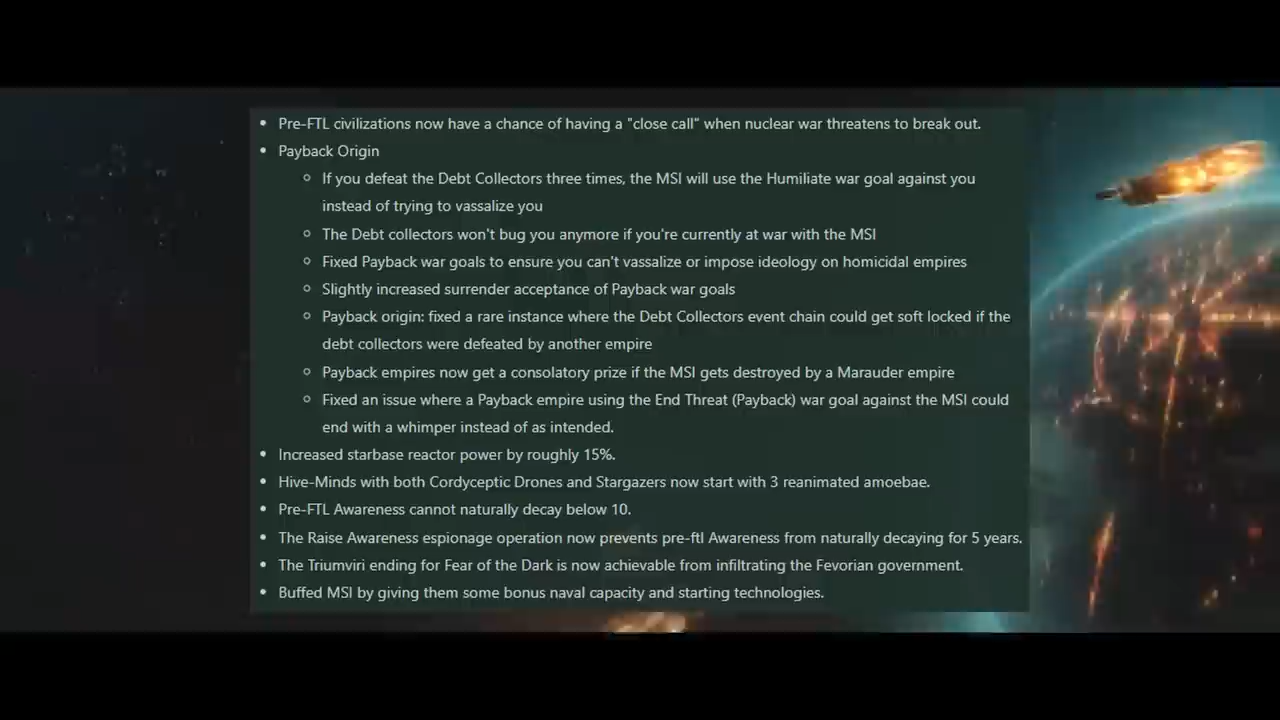 • Pre-FTL civilizations now have a chance of having a "close call" when nuclear war threatens to break out.
• Payback Origin
◦ If you defeat the Debt Collectors three times, the MSI will use the Humiliate war goal against you
instead of trying to vassalize you
◦ The Debt collectors won't bug you anymore if you're currently at war with the MSI
◦ Fixed Payback war goals to ensure you can't vassalize or impose ideology on homicidal empires
◦ Slightly increased surrender acceptance of Payback war goals
◦ Payback origin: fixed a rare instance where the Debt Collectors event chain could get soft locked if the
debt collectors were defeated by another empire
◦ Payback empires now get a consolatory prize if the MSI gets destroyed by a Marauder empire
◦ Fixed an issue where a Payback empire using the End Threat (Payback) war goal against the MSI could
end with a whimper instead of as intended.
• Increased starbase reactor power by roughly 15%.
• Hive-Minds with both Cordyceptic Drones and Stargazers now start with 3 reanimated amoebae.
• Pre-FTL Awareness cannot naturally decay below 10.
• The Raise Awareness espionage operation now prevents pre-ftl Awareness from naturally decaying for 5 years.
• The Triumviri ending for Fear of the Dark is now achievable from infiltrating the Fevorian government.
• Buffed MSI by giving them some bonus naval capacity and starting technologies.